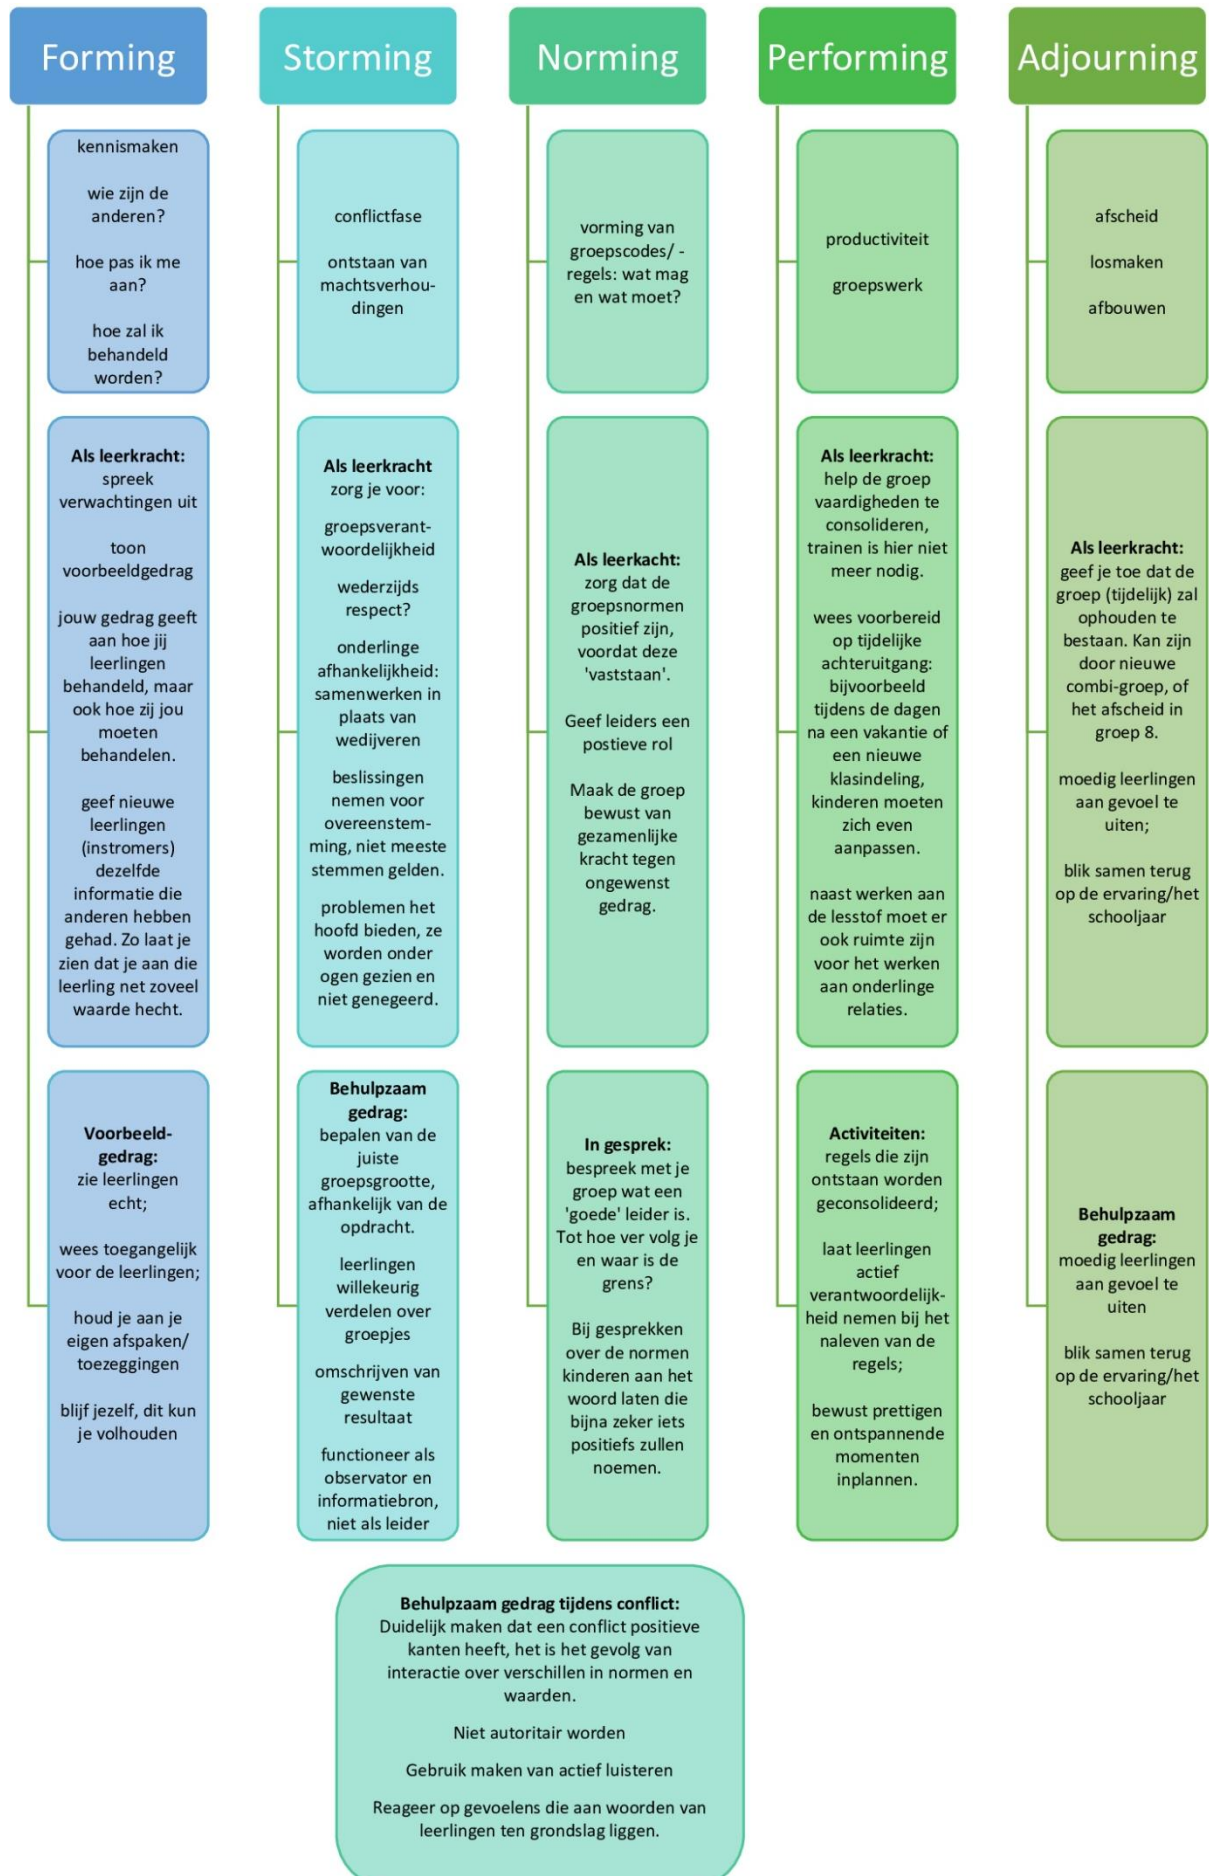 Forming
kennismaken
wie zijn de
anderen?
hoe pas ik me
aan?
hoe zal ik
behandeld
worden?
Als leerkracht:
spreek
verwachtingen uit
toon
voorbeeldgedrag
jouw gedrag geeft
aan hoe jij
leerlingen
behandeld, maar
ook hoe zij jou
moeten
behandelen.
geef nieuwe
leerlingen
(instromers)
dezelfde
informatie die
anderen hebben
gehad. Zo laat je
zien dat je aan die
leerling net zoveel
waarde hecht.
Voorbeeld-
gedrag:
zie leerlingen
echt;
wees toegangelijk
voor de leerlingen;
houd je aan je
eigen afspaken/
toezeggingen
blijf jezelf, dit kun
je volhouden
Storming
conflictfase
ontstaan van
machtsverhou-
dingen
Als leerkracht
zorg je voor:
groepsverant-
woordelijkheid
wederzijds
respect?
onderlinge
afhankelijkheid:
samenwerken in
plaats van
wedijveren
beslissingen
nemen voor
overeenstem-
ming, niet meeste
stemmen gelden.
problemen het
hoofd bieden, ze
worden onder
ogen gezien en
niet genegeerd.
Behulpzaam
gedrag:
bepalen van de
juiste
groepsgrootte,
afhankelijk van de
opdracht.
leerlingen
willekeurig
verdelen over
groepjes
omschrijven van
gewenste
resultaat
functioneer als
observator en
informatiebron,
niet als leider
Norming
vorming van
groepscodes/ -
regels: wat mag
en wat moet?
Als leerkacht:
zorg dat de
groepsnormen
positief zijn,
voordat deze
'vaststaan'.
Geef leiders een
postieve rol
Maak de groep
bewust van
gezamenlijke
kracht tegen
ongewenst
gedrag.
In gesprek:
bespreek met je
groep wat een
'goede' leider is.
Tot hoe ver volg je
en waar is de
grens?
Bij gesprekken
over de normen
kinderen aan het
woord laten die
bijna zeker iets
positiefs zullen
noemen.
Performing
productiviteit
groepswerk
Als leerkracht:
help de groep
vaardigheden te
consolideren,
trainen is hier niet
meer nodig.
wees voorbereid
op tijdelijke
achteruitgang:
bijvoorbeeld
tijdens de dagen
na een vakantie of
een nieuwe
klasindeling,
kinderen moeten
zich even
aanpassen.
naast werken aan
de lesstof moet er
ook ruimte zijn
voor het werken
aan onderlinge
relaties.
Activiteiten:
regels die zijn
ontstaan worden
geconsolideerd;
laat leerlingen
actief
verantwoordelijk-
heid nemen bij het
naleven van de
regels;
bewust prettigen
en ontspannende
momenten
inplannen.
Adjourning
afscheid
losmaken
afbouwen
Als leerkracht:
geef je toe dat de
groep (tijdelijk) zal
ophouden te
bestaan. Kan zijn
door nieuwe
combi-groep, of
het afscheid in
groep 8.
moedig leerlingen
aan gevoel te
uiten;
blik samen terug
op de ervaring/het
schooljaar
Behulpzaam
gedrag:
moedig leerlingen
aan gevoel te
uiten
blik samen terug
op de ervaring/het
schooljaar
Behulpzaam gedrag tijdens conflict:
Duidelijk maken dat een conflict positieve
kanten heeft, het is het gevolg van
interactie over verschillen in normen en
waarden.
Niet autoritair worden
Gebruik maken van actief luisteren
Reageer op gevoelens die aan woorden van
leerlingen ten grondslag liggen.